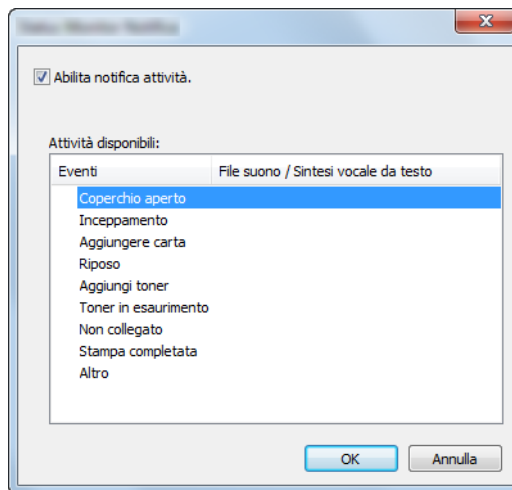 Abilita notifica attività.
Attività disponibili:
Eventi File suono / Sintesi vocale da testo
Coperchio aperto
Inceppamento
Aggiungere carta
Riposo
Aggiungi toner
Toner in esaurimento
Non collegato
Stampa completata
Altro
OK Annulla